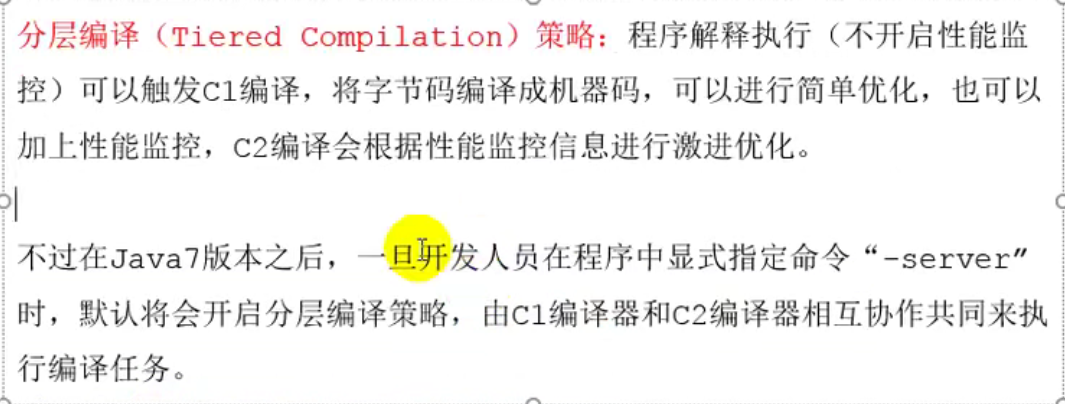 分层编译（Tiered Compilation）策略：程序解释执行（不开启性能监
控）可以触发C1编译，将字节码编译成机器码，可以进行简单优化，也可以
加上性能监控，C2编译会根据性能监控信息进行激进优化。
不过在Java7版本之后，一旦开发人员在程序中显式指定命令“-server”
时，默认将会开启分层编译策略，由C1编译器和C2编译器相互协作共同来执
行编译任务。